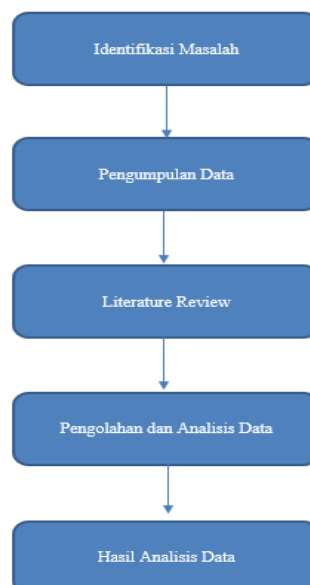 Identifikasi Masalah
Pengumpulan Data
Literature Review
Pengolahan dan Analisis Data
Hasil Analisis Data